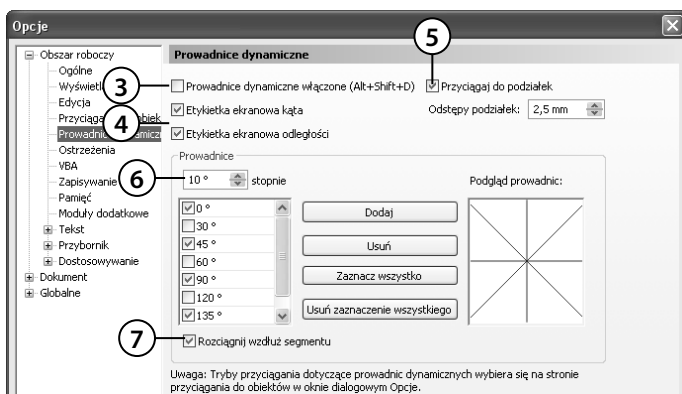 Opcje
5
Obszar roboczy
Prowadnice dynamiczne
Ogólne
3
Prowadnice dynamiczne włączone (Alt+Shift+D)
Przyciągaj do podziałek
Edycja
Etykietka ekranowa kąta
Odstępy podziałek: 2,5 mm
4
Etykietka ekranowa odległości
Ostrzeżenia
VBA
Prowadnice
Zapisywanie
6
10 °
stopnie
Podgląd prowadnic:
Pamięć
Moduły dodatkowe
Tekst
Przybornik
Dostosowywanie
Dokument
Globalne
0 °
30 °
45 °
60 °
90 °
120 °
135 °
Dodaj
Usuń
Zaznacz wszystko
Usuń zaznaczenie wszystkiego
7
Rozciągnij wzdłuż segmentu
Uwaga: Tryby przyciągania dotyczące prowadnic dynamicznych wybiera się na stronie
przyciągania do obiektów w oknie dialogowym Opcje.